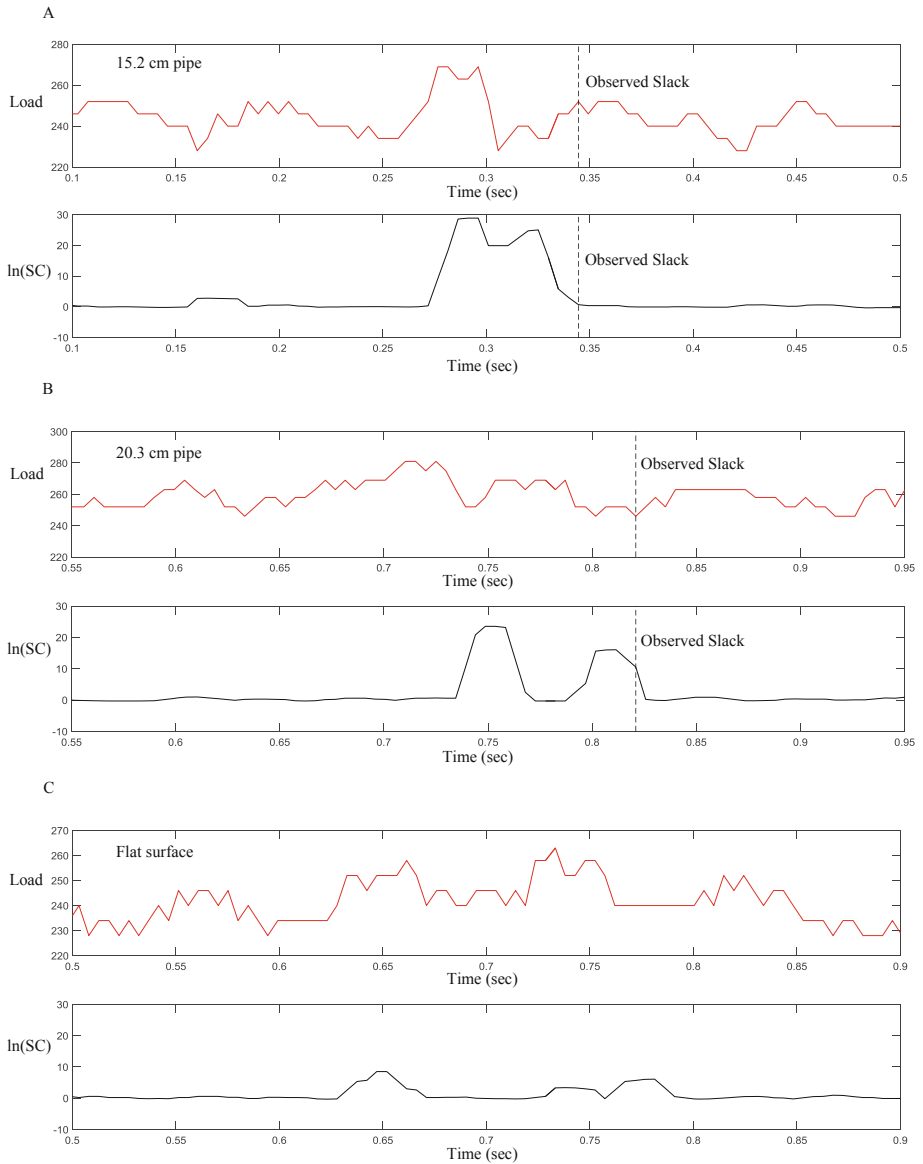 A
280
15.2 cm pipe
Observed Slack
260
Load
240
220
0.1 0.15 0.2 0.25 0.3 0.35 0.4 0.45 0.5
Time (sec)
30
20
ln(SC)
Observed Slack
10
0
-10
0.1 0.15 0.2 0.25 0.3 0.35 0.4 0.45 0.5
Time (sec)
B
300
20.3 cm pipe
280
Load
Observed Slack
260
240
220
0.55 0.6 0.65 0.7 0.75 0.8 0.85 0.9 0.95
Time (sec)
30
20
ln(SC)
Observed Slack
10
0
-10
0.55 0.6 0.65 0.7 0.75 0.8 0.85 0.9 0.95
Time (sec)
C
270
Flat surface
260
Load
250
240
230
220
0.5 0.55 0.6 0.65 0.7 0.75 0.8 0.85 0.9
Time (sec)
30
20
ln(SC)
10
0
-10
0.5 0.55 0.6 0.65 0.7 0.75 0.8 0.85 0.9
Time (sec)